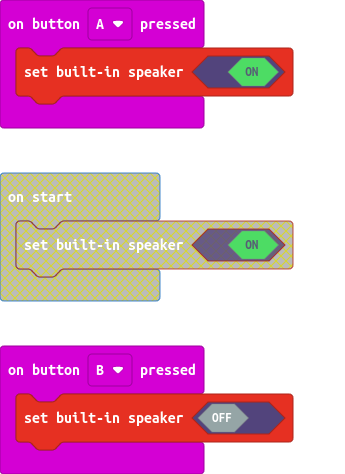 on button A pressed
set built-in speaker ON
on start
set built-in speaker ON
on button B pressed
set built-in speaker OFF